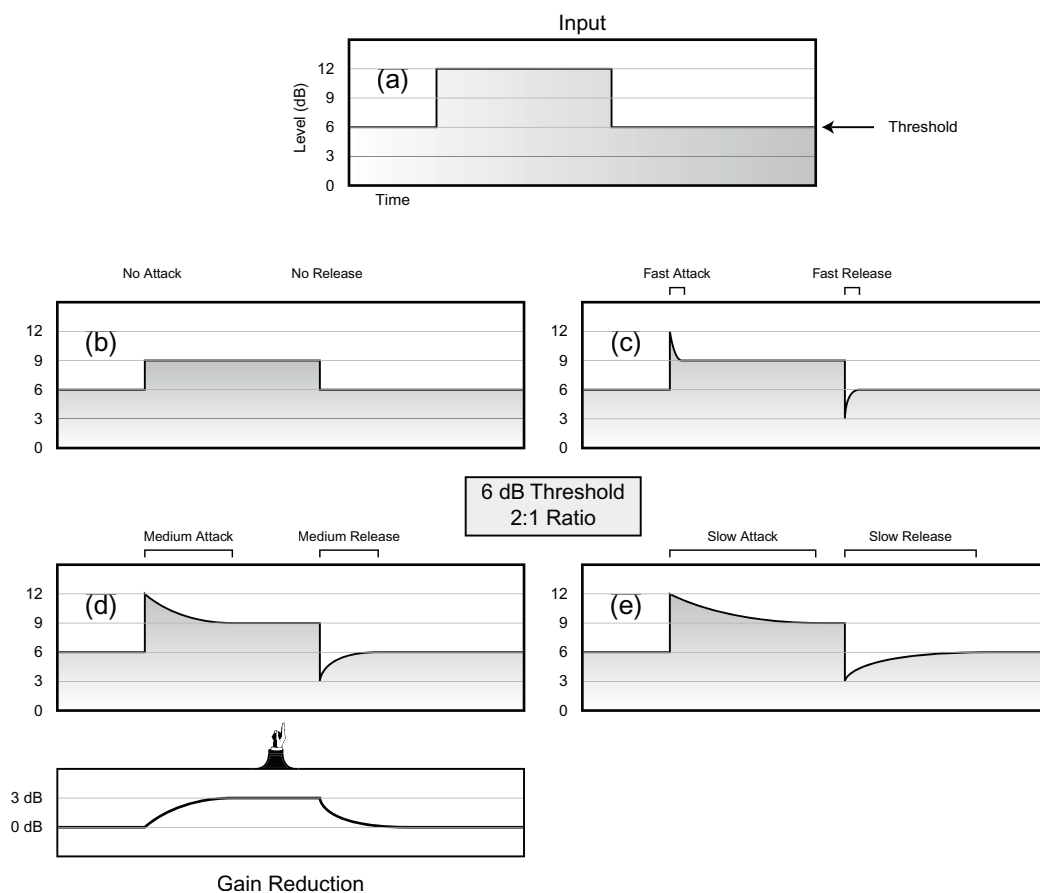 Input
12
9
6
3
0
Level (dB)
(a)
Threshold
Time
No Attack
No Release
12
9
6
3
0
(b)
Fast Attack
Fast Release
12
9
6
3
0
(c)
6 dB Threshold
2:1 Ratio
Medium Attack
Medium Release
12
9
6
3
0
(d)
Slow Attack
Slow Release
12
9
6
3
0
(e)
3 dB
0 dB
Gain Reduction